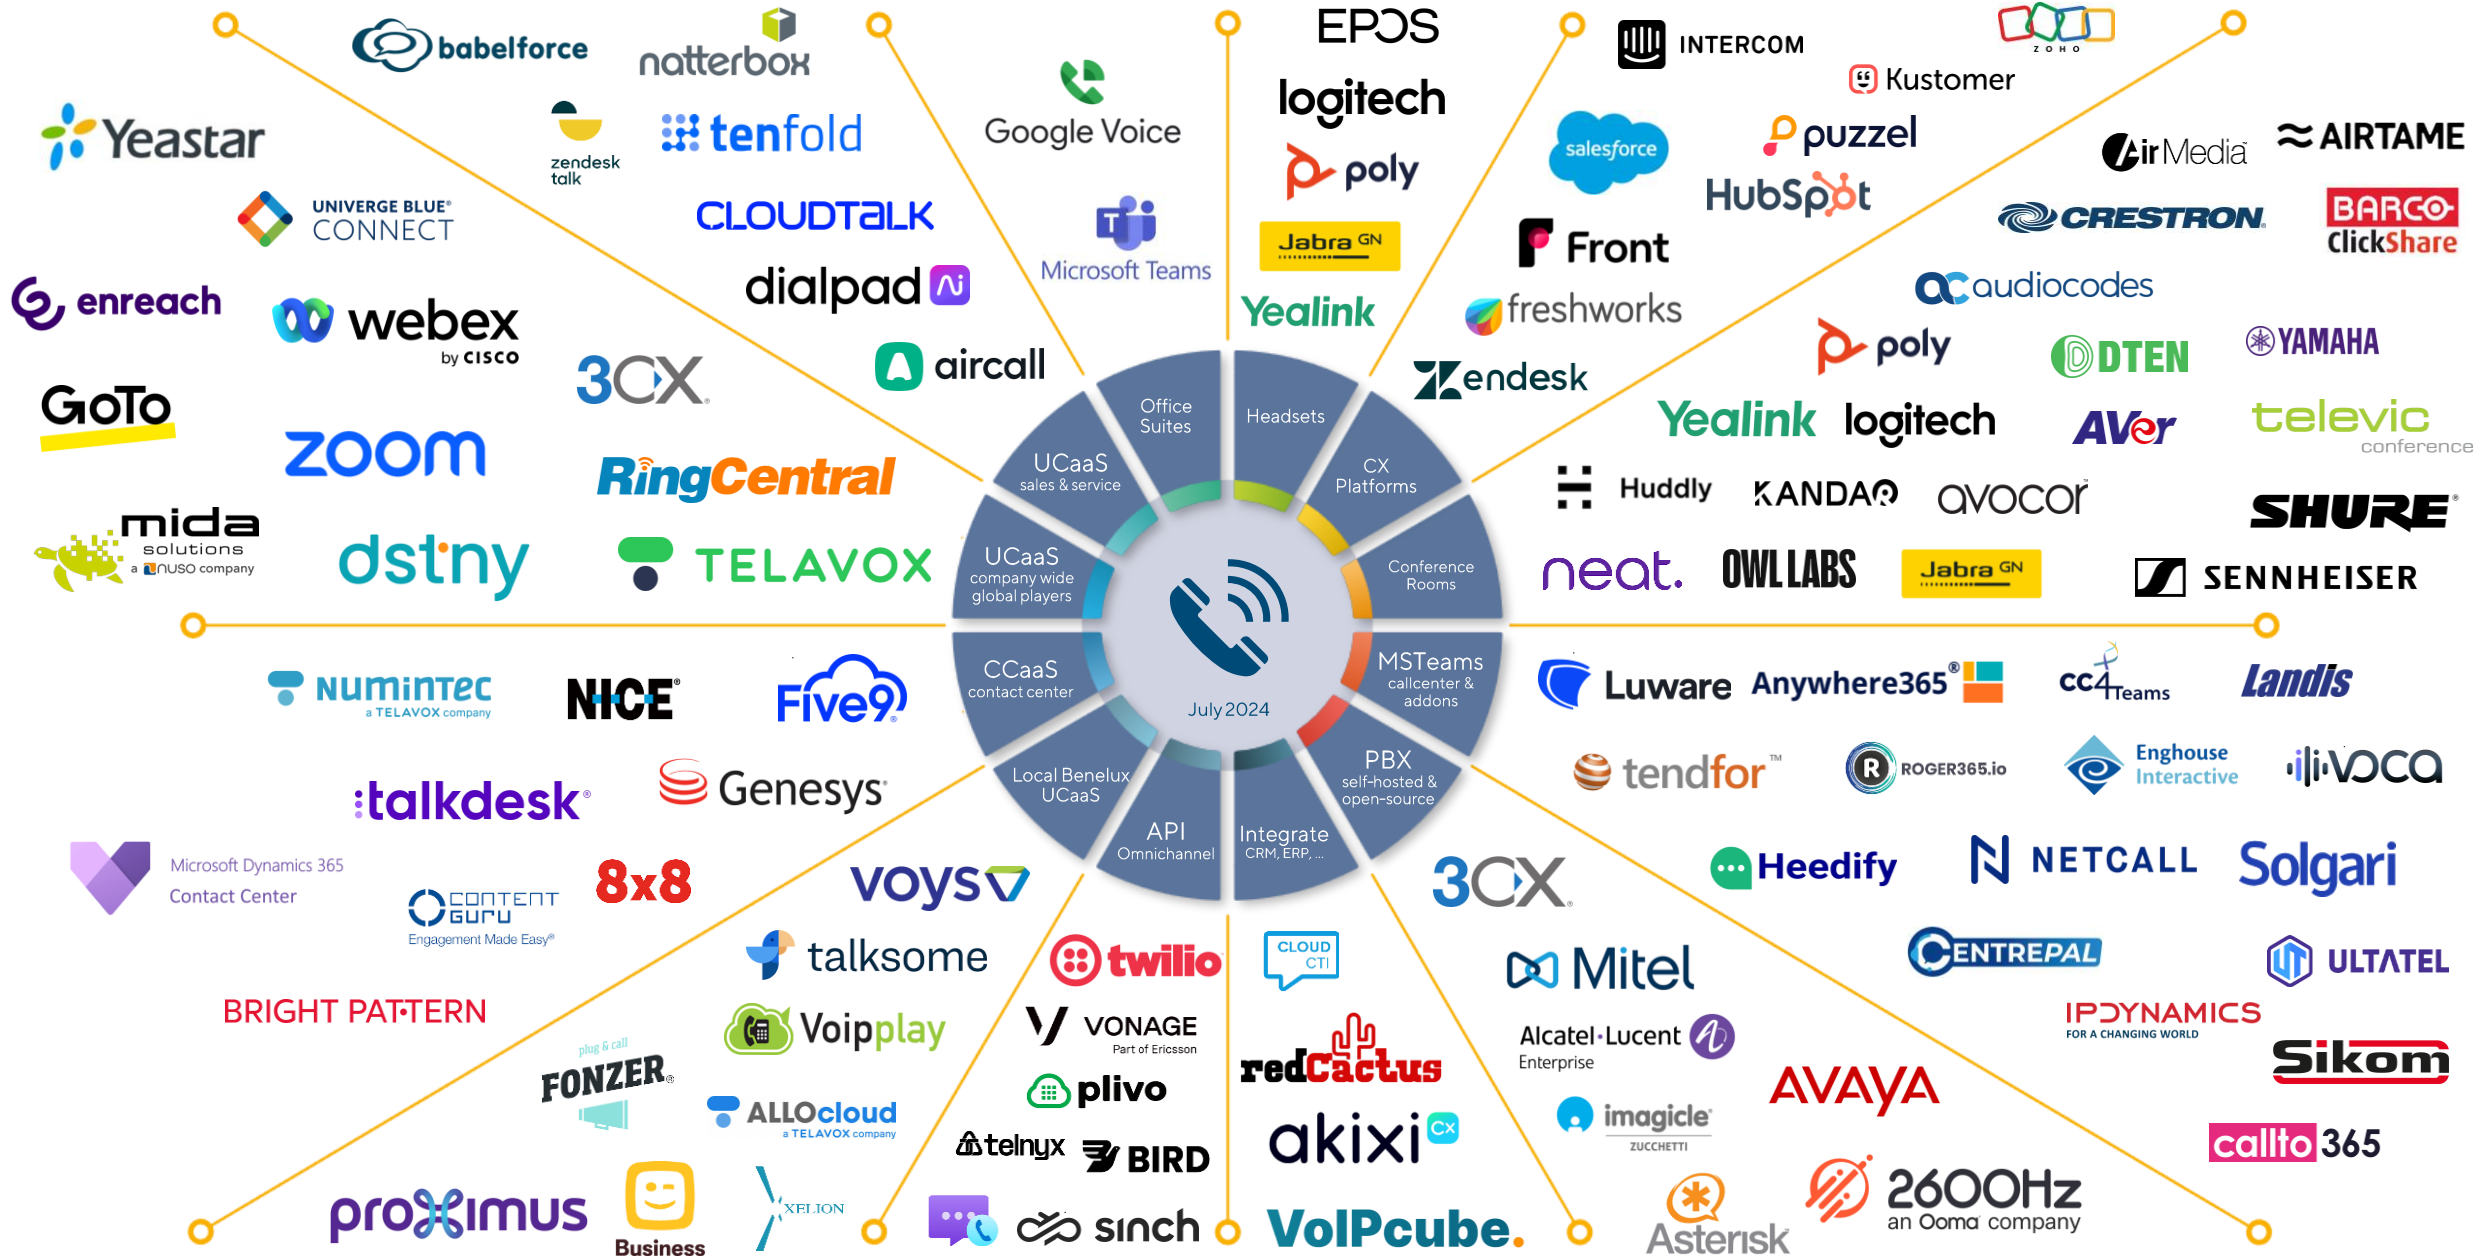 babelforce
natterbox
zendesk
talk
tenfold
CLOUDTALK
dialpad Ai
aircall
Yeastar
UNIVERGE BLUE®
CONNECT
enreach
webex
by CISCO
3CX®
GoTo
zoom
RingCentral
mida
solutions
a NUSO company
dstny
TELAVOX
Google Voice
Microsoft Teams
EPOS
logitech
poly
Jabra GN
Yealink
INTERCOM
ZOHO
Kustomer
salesforce
puzzel
HubSpot
Front
freshworks
Zendesk
AirMedia™
AIRTAME
CRESTRON®
BARCO
ClickShare
audiocodes
poly
DTEN
YAMAHA
Yealink
logitech
AVer
televic
conference
Huddly
KANDAO
avocor™
SHURE®
neat.
OWL LABS
Jabra GN
SENNHEISER
Office
Suites
Headsets
UCaaS
sales & service
CX
Platforms
UCaaS
company wide
global players
Conference
Rooms
CCaaS
contact center
MSTeams
callcenter &
addons
Local Benelux
UCaaS
PBX
self-hosted &
open-source
API
Omnichannel
Integrate
CRM, ERP, ...
July 2024
NUMINTEC
a TELAVOX company
NICE®
Five9®
talkdesk®
Genesys®
Microsoft Dynamics 365
Contact Center
CONTENT
GURU
Engagement Made Easy®
8x8
BRIGHT PATTERN
voys
talksome
Voipplay
plug & call
FONZER®
ALLOcloud
a TELAVOX company
proximus
Business
XELION
twilio
VONAGE
Part of Ericsson
plivo
telnyx
BIRD
sinch
CLOUD
CTI
redCactus
akixi CX
VoIPcube.
3CX®
Mitel
Alcatel·Lucent
Enterprise
AVAYA
imagicle®
ZUCCHETTI
Asterisk™
2600Hz
an Ooma® company
Luware
Anywhere365®
cc4Teams
Landis
tendfor™
R ROGER365.io
Enghouse
Interactive
VOCA
Heedify
NETCALL
Solgari
CENTREPAL
UT ULTATEL
IPDYNAMICS
FOR A CHANGING WORLD
Sikom
callto 365